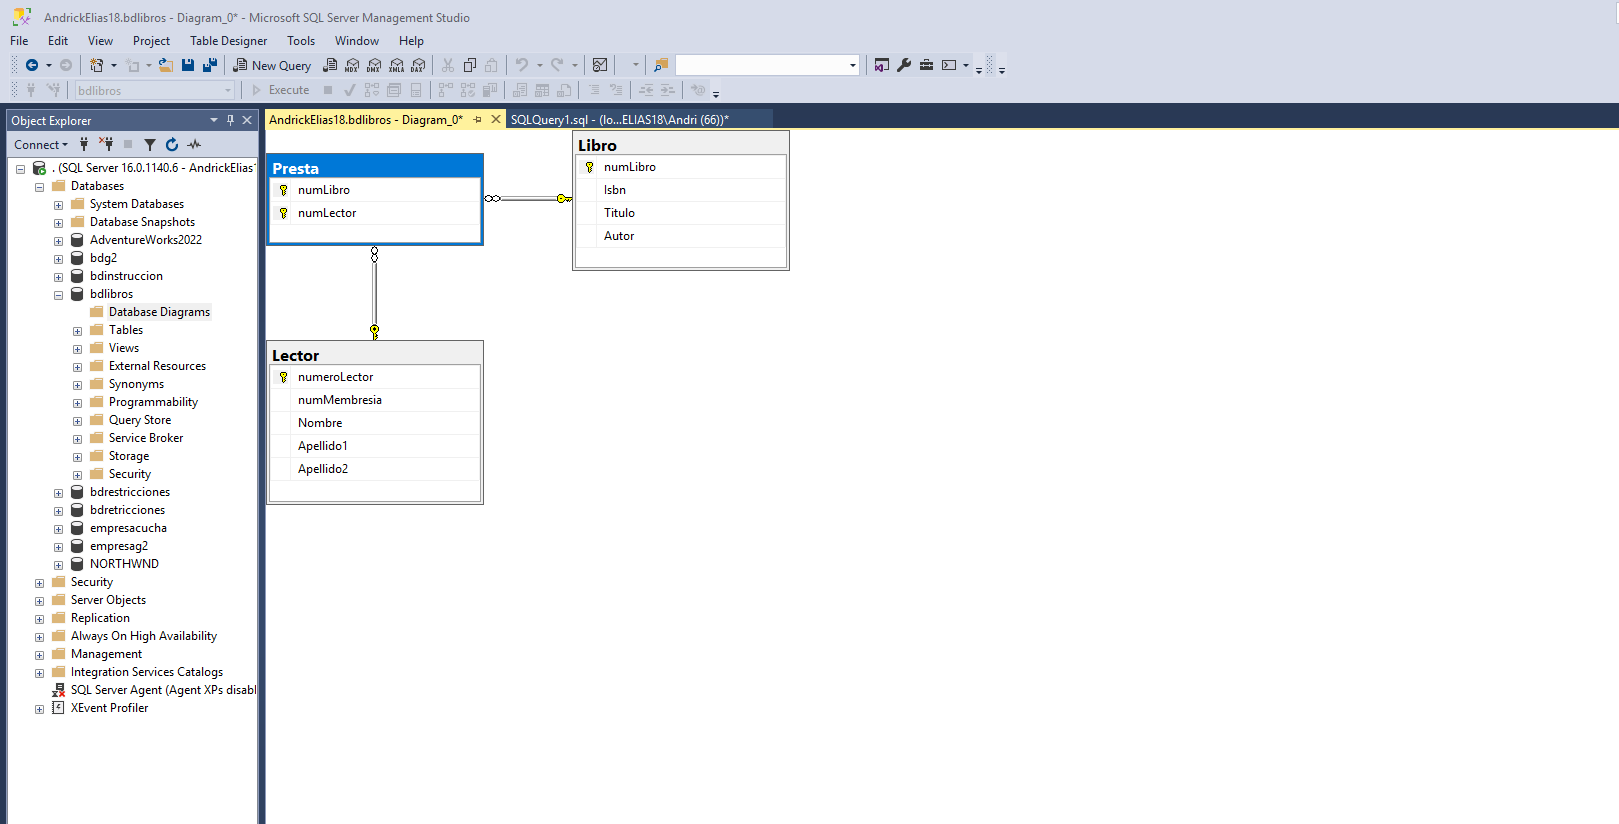 AndrickElias18.bdlibros - Diagram_0* - Microsoft SQL Server Management Studio
File Edit View Project Table Designer Tools Window Help
New Query MDX DMX XMLA DAX
bdlibros Execute
Object Explorer
Connect
. (SQL Server 16.0.1140.6 - AndrickElias1
Databases
System Databases
Database Snapshots
AdventureWorks2022
bdg2
bdinstruccion
bdlibros
Database Diagrams
Tables
Views
External Resources
Synonyms
Programmability
Query Store
Service Broker
Storage
Security
bdrestricciones
bdretricciones
empresacucha
empresag2
NORTHWND
Security
Server Objects
Replication
Always On High Availability
Management
Integration Services Catalogs
SQL Server Agent (Agent XPs disabl
XEvent Profiler
AndrickElias18.bdlibros - Diagram_0* SQLQuery1.sql - (lo...ELIAS18\Andri (66))*
Presta
numLibro
numLector
Libro
numLibro
Isbn
Titulo
Autor
Lector
numeroLector
numMembresia
Nombre
Apellido1
Apellido2